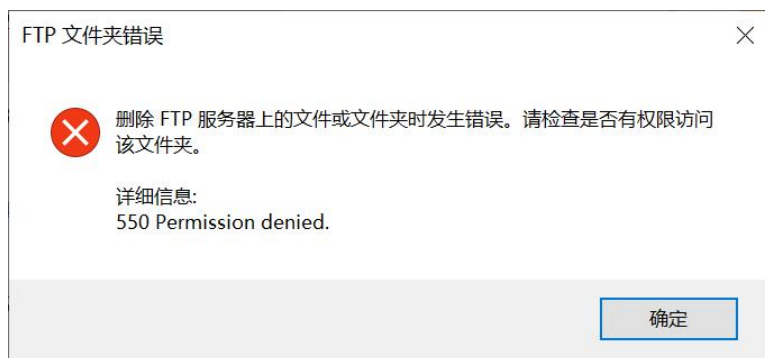 FTP 文件夹错误
删除 FTP 服务器上的文件或文件夹时发生错误。请检查是否有权限访问
该文件夹。
详细信息:
550 Permission denied.
确定